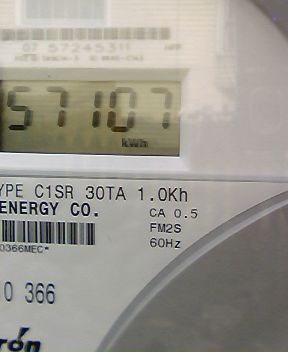 07 57245311
57107
kWh
YPE C1SR 30TA 1.0Kh
ENERGY CO.
CA 0.5
FM2S
60Hz
0366MEC*
0 366
rón